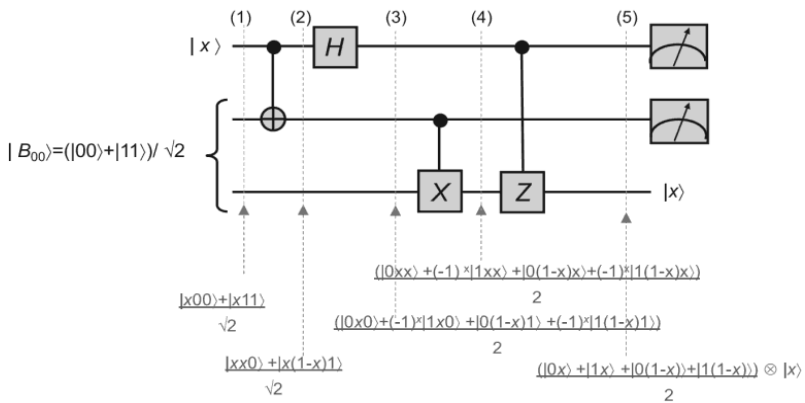 (1) (2) (3) (4) (5)
| x ⟩ H
| B₀₀⟩=(|00⟩+|11⟩)/ √2
X Z |x⟩
(|0xx⟩ +(-1) ˣ|1xx⟩ +|0(1-x)x⟩+(-1)ˣ|1(1-x)x⟩)
2
|x00⟩+|x11⟩
√2
(|0x0⟩+(-1)ˣ|1x0⟩ +|0(1-x)1⟩ +(-1)ˣ|1(1-x)1⟩)
2
|xx0⟩ +|x(1-x)1⟩
√2
(|0x⟩ +|1x⟩ +|0(1-x)⟩+|1(1-x)⟩) ⊗ |x⟩
2